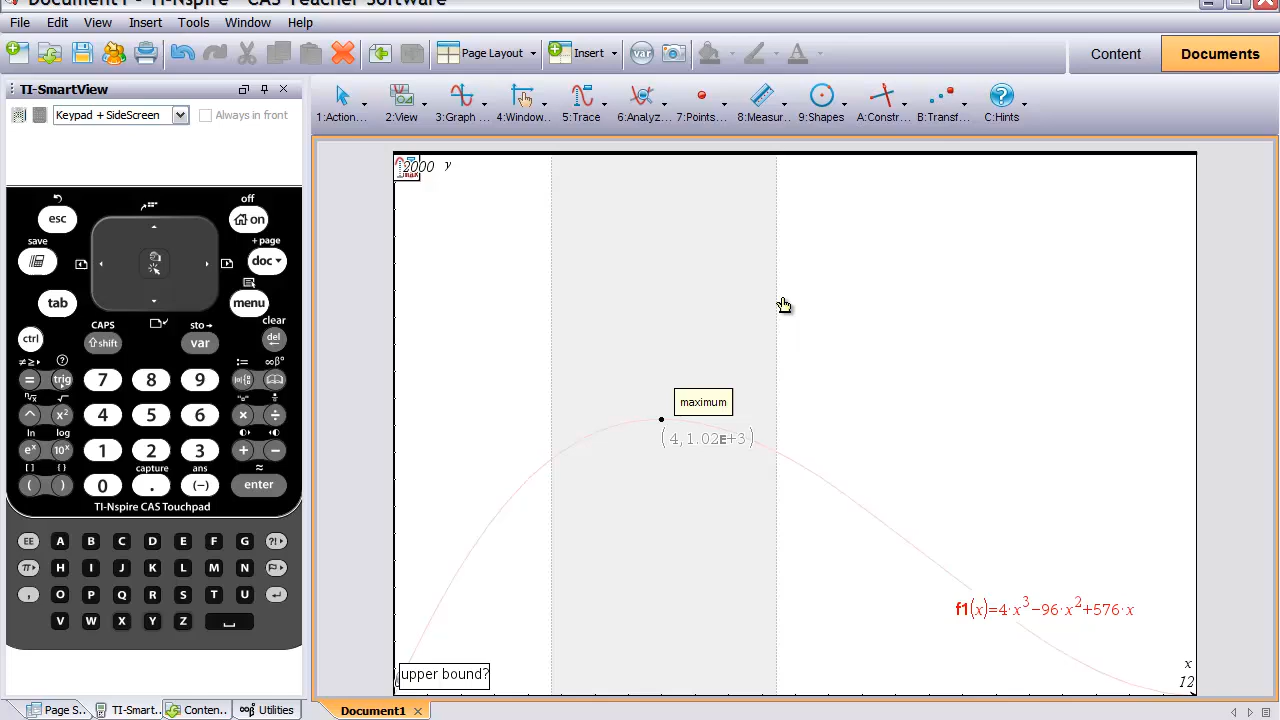 Document1 - TI-Nspire CAS Teacher Software
File Edit View Insert Tools Window Help
Page Layout Insert var Content Documents
TI-SmartView
Keypad + SideScreen Always in front
1:Action... 2:View 3:Graph ... 4:Window... 5:Trace 6:Analyz... 7:Points... 8:Measur... 9:Shapes A:Constr... B:Transf... C:Hints
2000 y
maximum
(4,1.02E+3)
f1(x)=4·x³−96·x²+576·x
upper bound?
x
12
off
esc on
save + page
doc
tab menu
CAPS sto→ clear
ctrl shift var del
≠≥▸ ? := ∞β°
= trig 7 8 9
^ x² 4 5 6 × ÷
ln log
eˣ 10ˣ 1 2 3 + −
[ ] { } capture ans ≈
( ) 0 . (−) enter
TI-Nspire CAS Touchpad
EE A B C D E F G ?!▸
π▸ H I J K L M N
, O P Q R S T U
V W X Y Z
Page S... TI-Smart... Conten... Utilities Document1